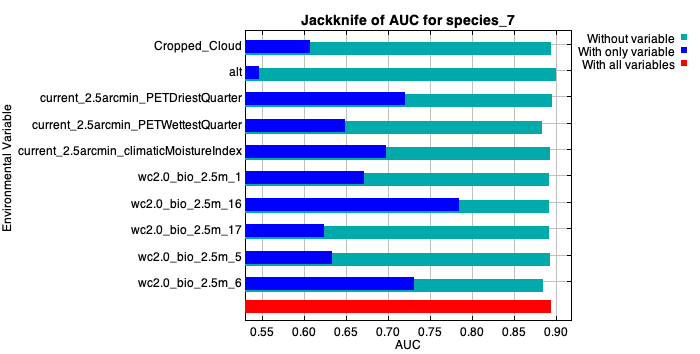 Jackknife of AUC for species_7
Without variable
With only variable
With all variables
Environmental Variable
Cropped_Cloud
alt
current_2.5arcmin_PETDriestQuarter
current_2.5arcmin_PETWettestQuarter
current_2.5arcmin_climaticMoistureIndex
wc2.0_bio_2.5m_1
wc2.0_bio_2.5m_16
wc2.0_bio_2.5m_17
wc2.0_bio_2.5m_5
wc2.0_bio_2.5m_6
0.55 0.60 0.65 0.70 0.75 0.80 0.85 0.90
AUC